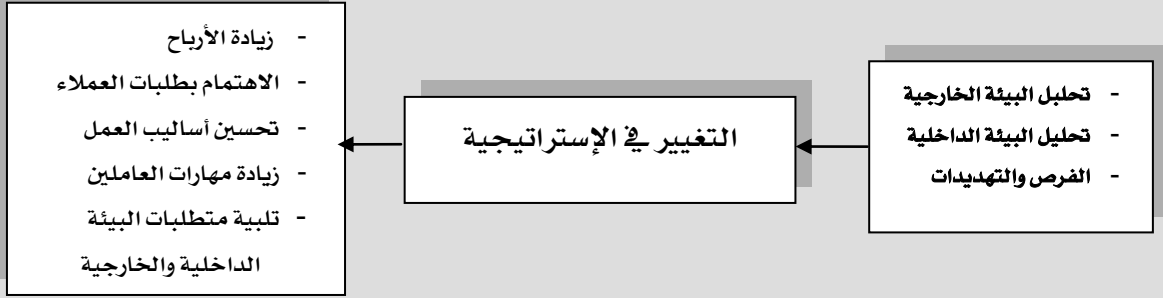 - تحلبل البيئة الخارجية
- تحليل البيئة الداخلية
- الفرص والتهديدات
التغيير في الإستراتيجية
- زيادة الأرباح
- الاهتمام بطلبات العملاء
- تحسين أساليب العمل
- زيادة مهارات العاملين
- تلبية متطلبات البيئة
الداخلية والخارجية